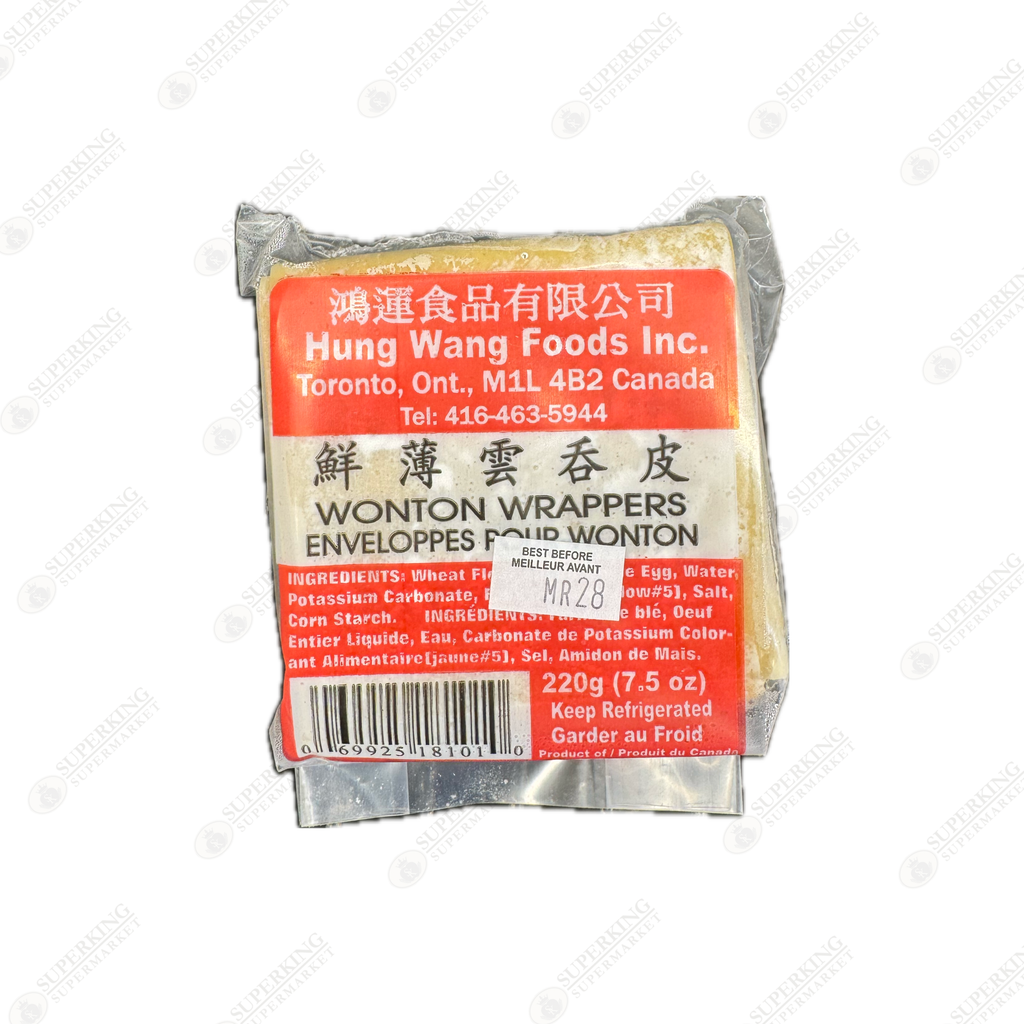 鴻運食品有限公司
Hung Wang Foods Inc.
Toronto, Ont., M1L 4B2 Canada
Tel: 416-463-5944
鮮薄雲吞皮
WONTON WRAPPERS
ENVELOPPES POUR WONTON
BEST BEFORE
MEILLEUR AVANT
MR28
INGREDIENTS: Wheat Egg, Water,
Potassium Carbonate, Salt,
Corn Starch. INGRÉDIENTS: blé, Oeuf
Entier Liquide, Eau, Carbonate de Potassium Color-
ant Alimentaire[jaune#5], Sel, Amidon de Mais.
220g (7.5 oz)
Keep Refrigerated
Garder au Froid
Product of / Produit du Canada
0 69925 18101 0
SUPERKING
SUPERMARKET